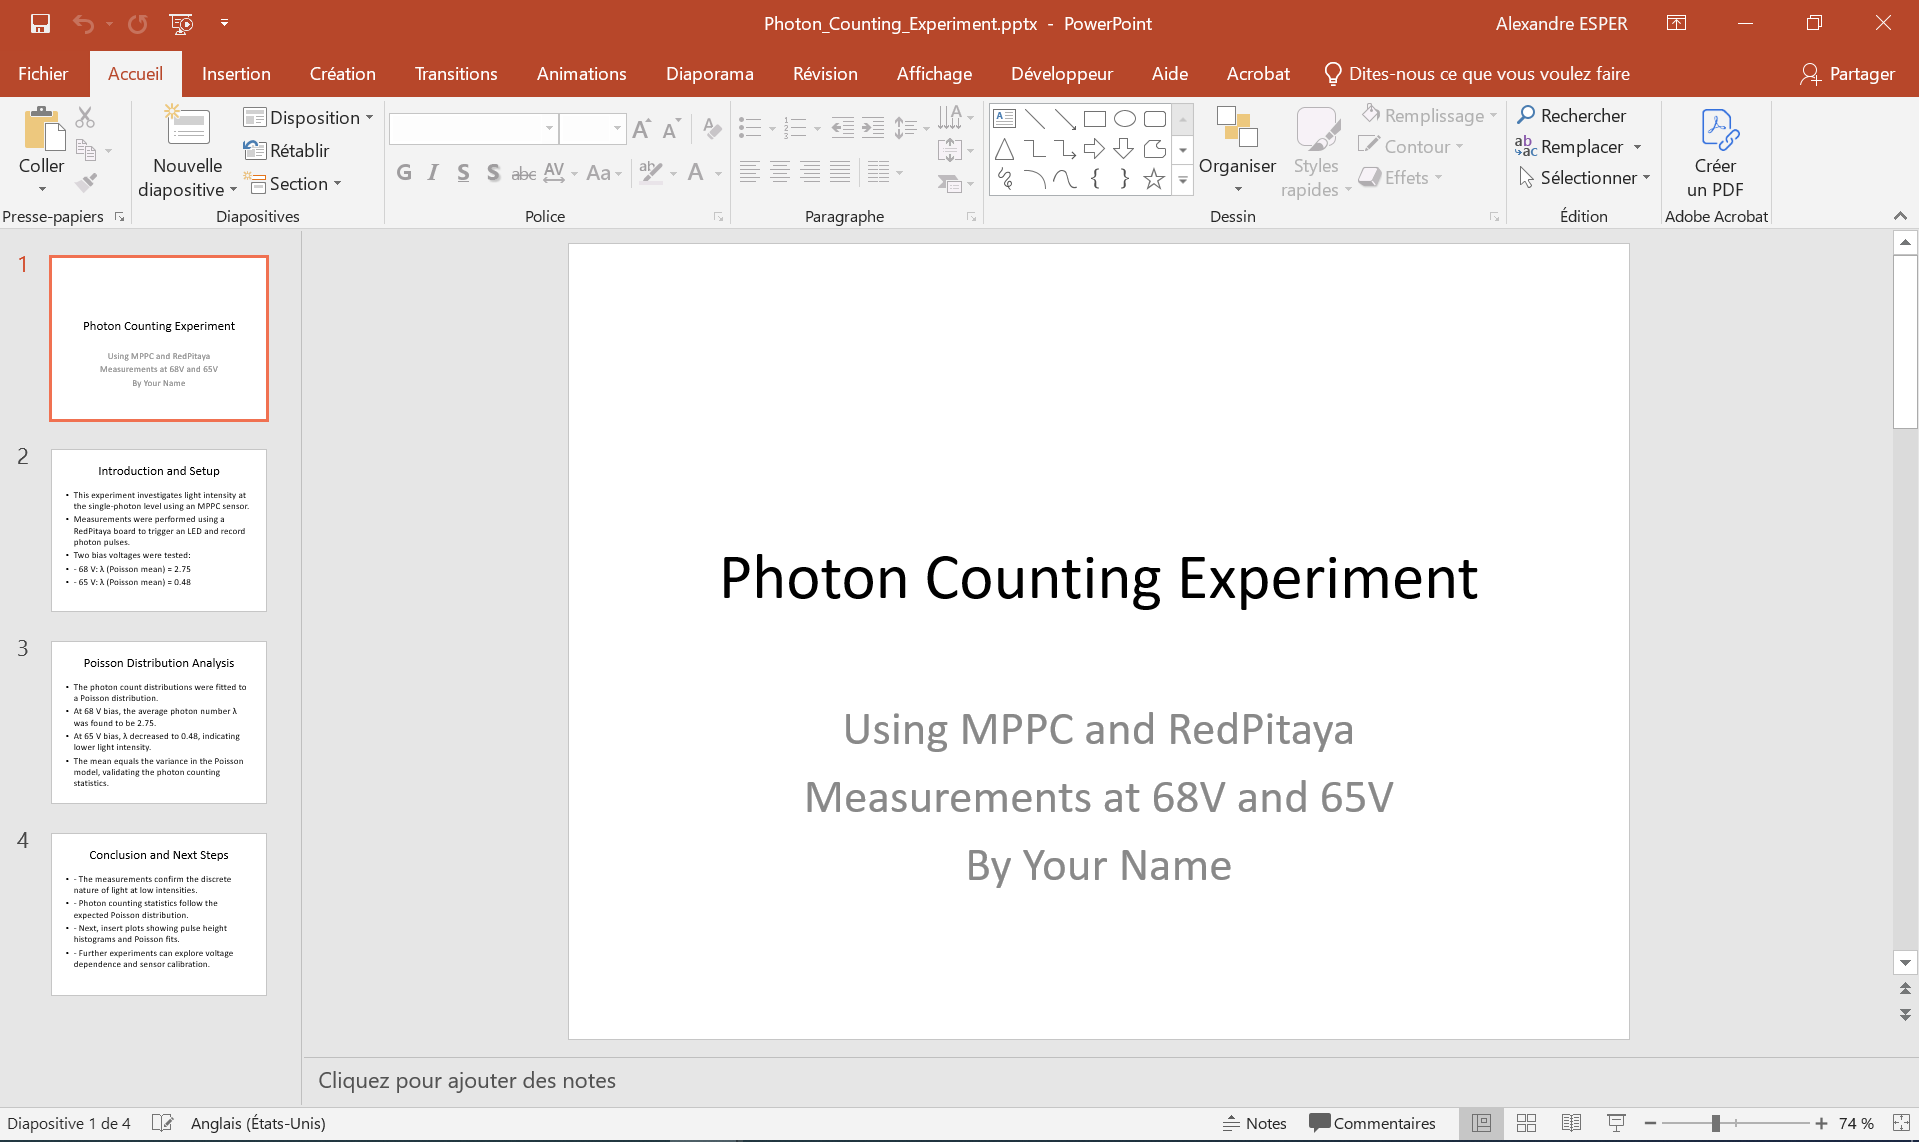 Photon_Counting_Experiment.pptx - PowerPoint
Alexandre ESPER
Fichier
Accueil
Insertion
Création
Transitions
Animations
Diaporama
Révision
Affichage
Développeur
Aide
Acrobat
Dites-nous ce que vous voulez faire
Partager
Coller
Presse-papiers
Nouvelle
diapositive
Disposition
Rétablir
Section
Diapositives
G I S S abc AV Aa ab A
Police
Paragraphe
Organiser
Styles
rapides
Remplissage
Contour
Effets
Dessin
Rechercher
Remplacer
Sélectionner
Édition
Créer
un PDF
Adobe Acrobat
1
Photon Counting Experiment
Using MPPC and RedPitaya
Measurements at 68V and 65V
By Your Name
2
Introduction and Setup
• This experiment investigates light intensity at
the single-photon level using an MPPC sensor.
• Measurements were performed using a
RedPitaya board to trigger an LED and record
photon pulses.
• Two bias voltages were tested:
• - 68 V: λ (Poisson mean) = 2.75
• - 65 V: λ (Poisson mean) = 0.48
3
Poisson Distribution Analysis
• The photon count distributions were fitted to
a Poisson distribution.
• At 68 V bias, the average photon number λ
was found to be 2.75.
• At 65 V bias, λ decreased to 0.48, indicating
lower light intensity.
• The mean equals the variance in the Poisson
model, validating the photon counting
statistics.
4
Conclusion and Next Steps
• - The measurements confirm the discrete
nature of light at low intensities.
• - Photon counting statistics follow the
expected Poisson distribution.
• - Next, insert plots showing pulse height
histograms and Poisson fits.
• - Further experiments can explore voltage
dependence and sensor calibration.
Photon Counting Experiment
Using MPPC and RedPitaya
Measurements at 68V and 65V
By Your Name
Cliquez pour ajouter des notes
Diapositive 1 de 4
Anglais (États-Unis)
Notes
Commentaires
74 %